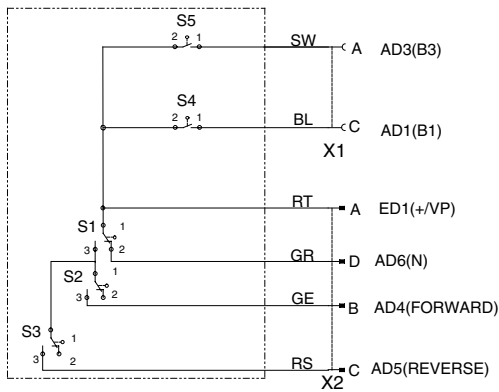 S5
2 1
SW
A AD3(B3)
S4
2 1
BL
C AD1(B1)
X1
RT
A ED1(+/VP)
S1
1
3 2
GR
D AD6(N)
S2
1
3 2
GE
B AD4(FORWARD)
S3
1
3 2
RS
C AD5(REVERSE)
X2